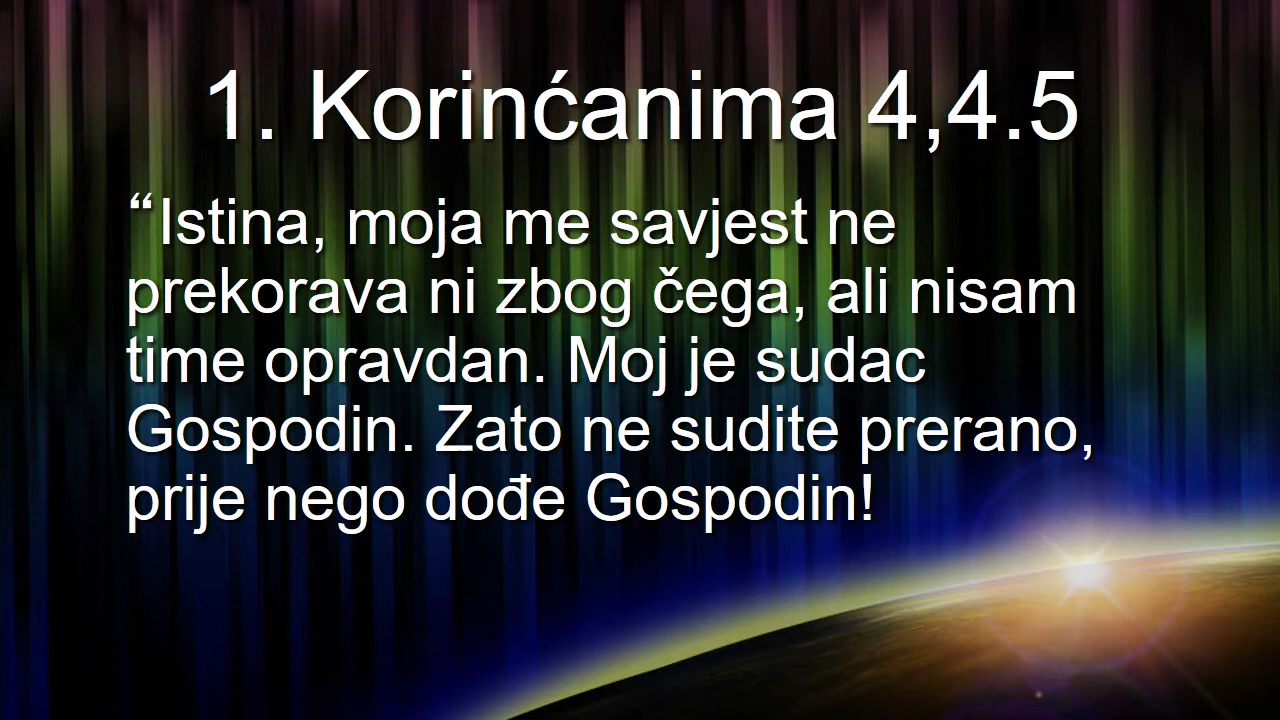 1. Korinćanima 4,4.5
“Istina, moja me savjest ne
prekorava ni zbog čega, ali nisam
time opravdan. Moj je sudac
Gospodin. Zato ne sudite prerano,
prije nego dođe Gospodin!